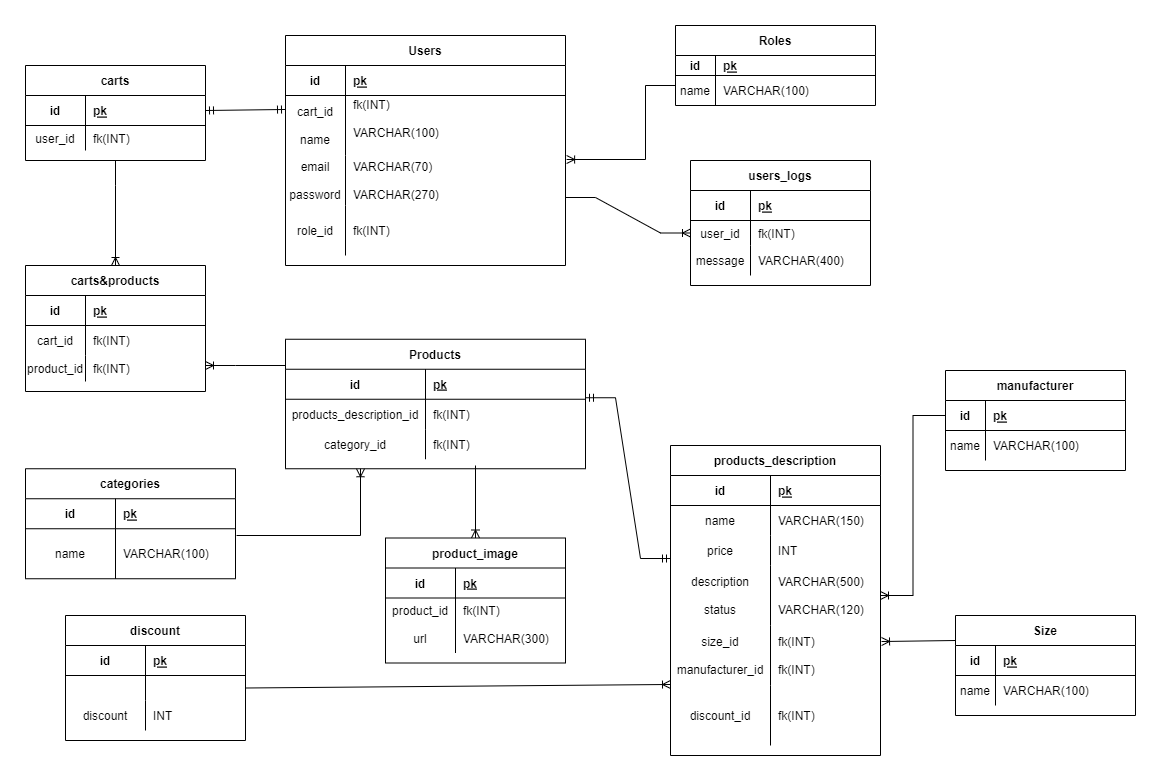 Roles
id pk
name VARCHAR(100)
Users
id pk
cart_id fk(INT)
name VARCHAR(100)
email VARCHAR(70)
password VARCHAR(270)
role_id fk(INT)
carts
id pk
user_id fk(INT)
users_logs
id pk
user_id fk(INT)
message VARCHAR(400)
carts&products
id pk
cart_id fk(INT)
product_id fk(INT)
Products
id pk
products_description_id fk(INT)
category_id fk(INT)
manufacturer
id pk
name VARCHAR(100)
products_description
id pk
name VARCHAR(150)
price INT
description VARCHAR(500)
status VARCHAR(120)
size_id fk(INT)
manufacturer_id fk(INT)
discount_id fk(INT)
categories
id pk
name VARCHAR(100)
product_image
id pk
product_id fk(INT)
url VARCHAR(300)
discount
id pk
discount INT
Size
id pk
name VARCHAR(100)